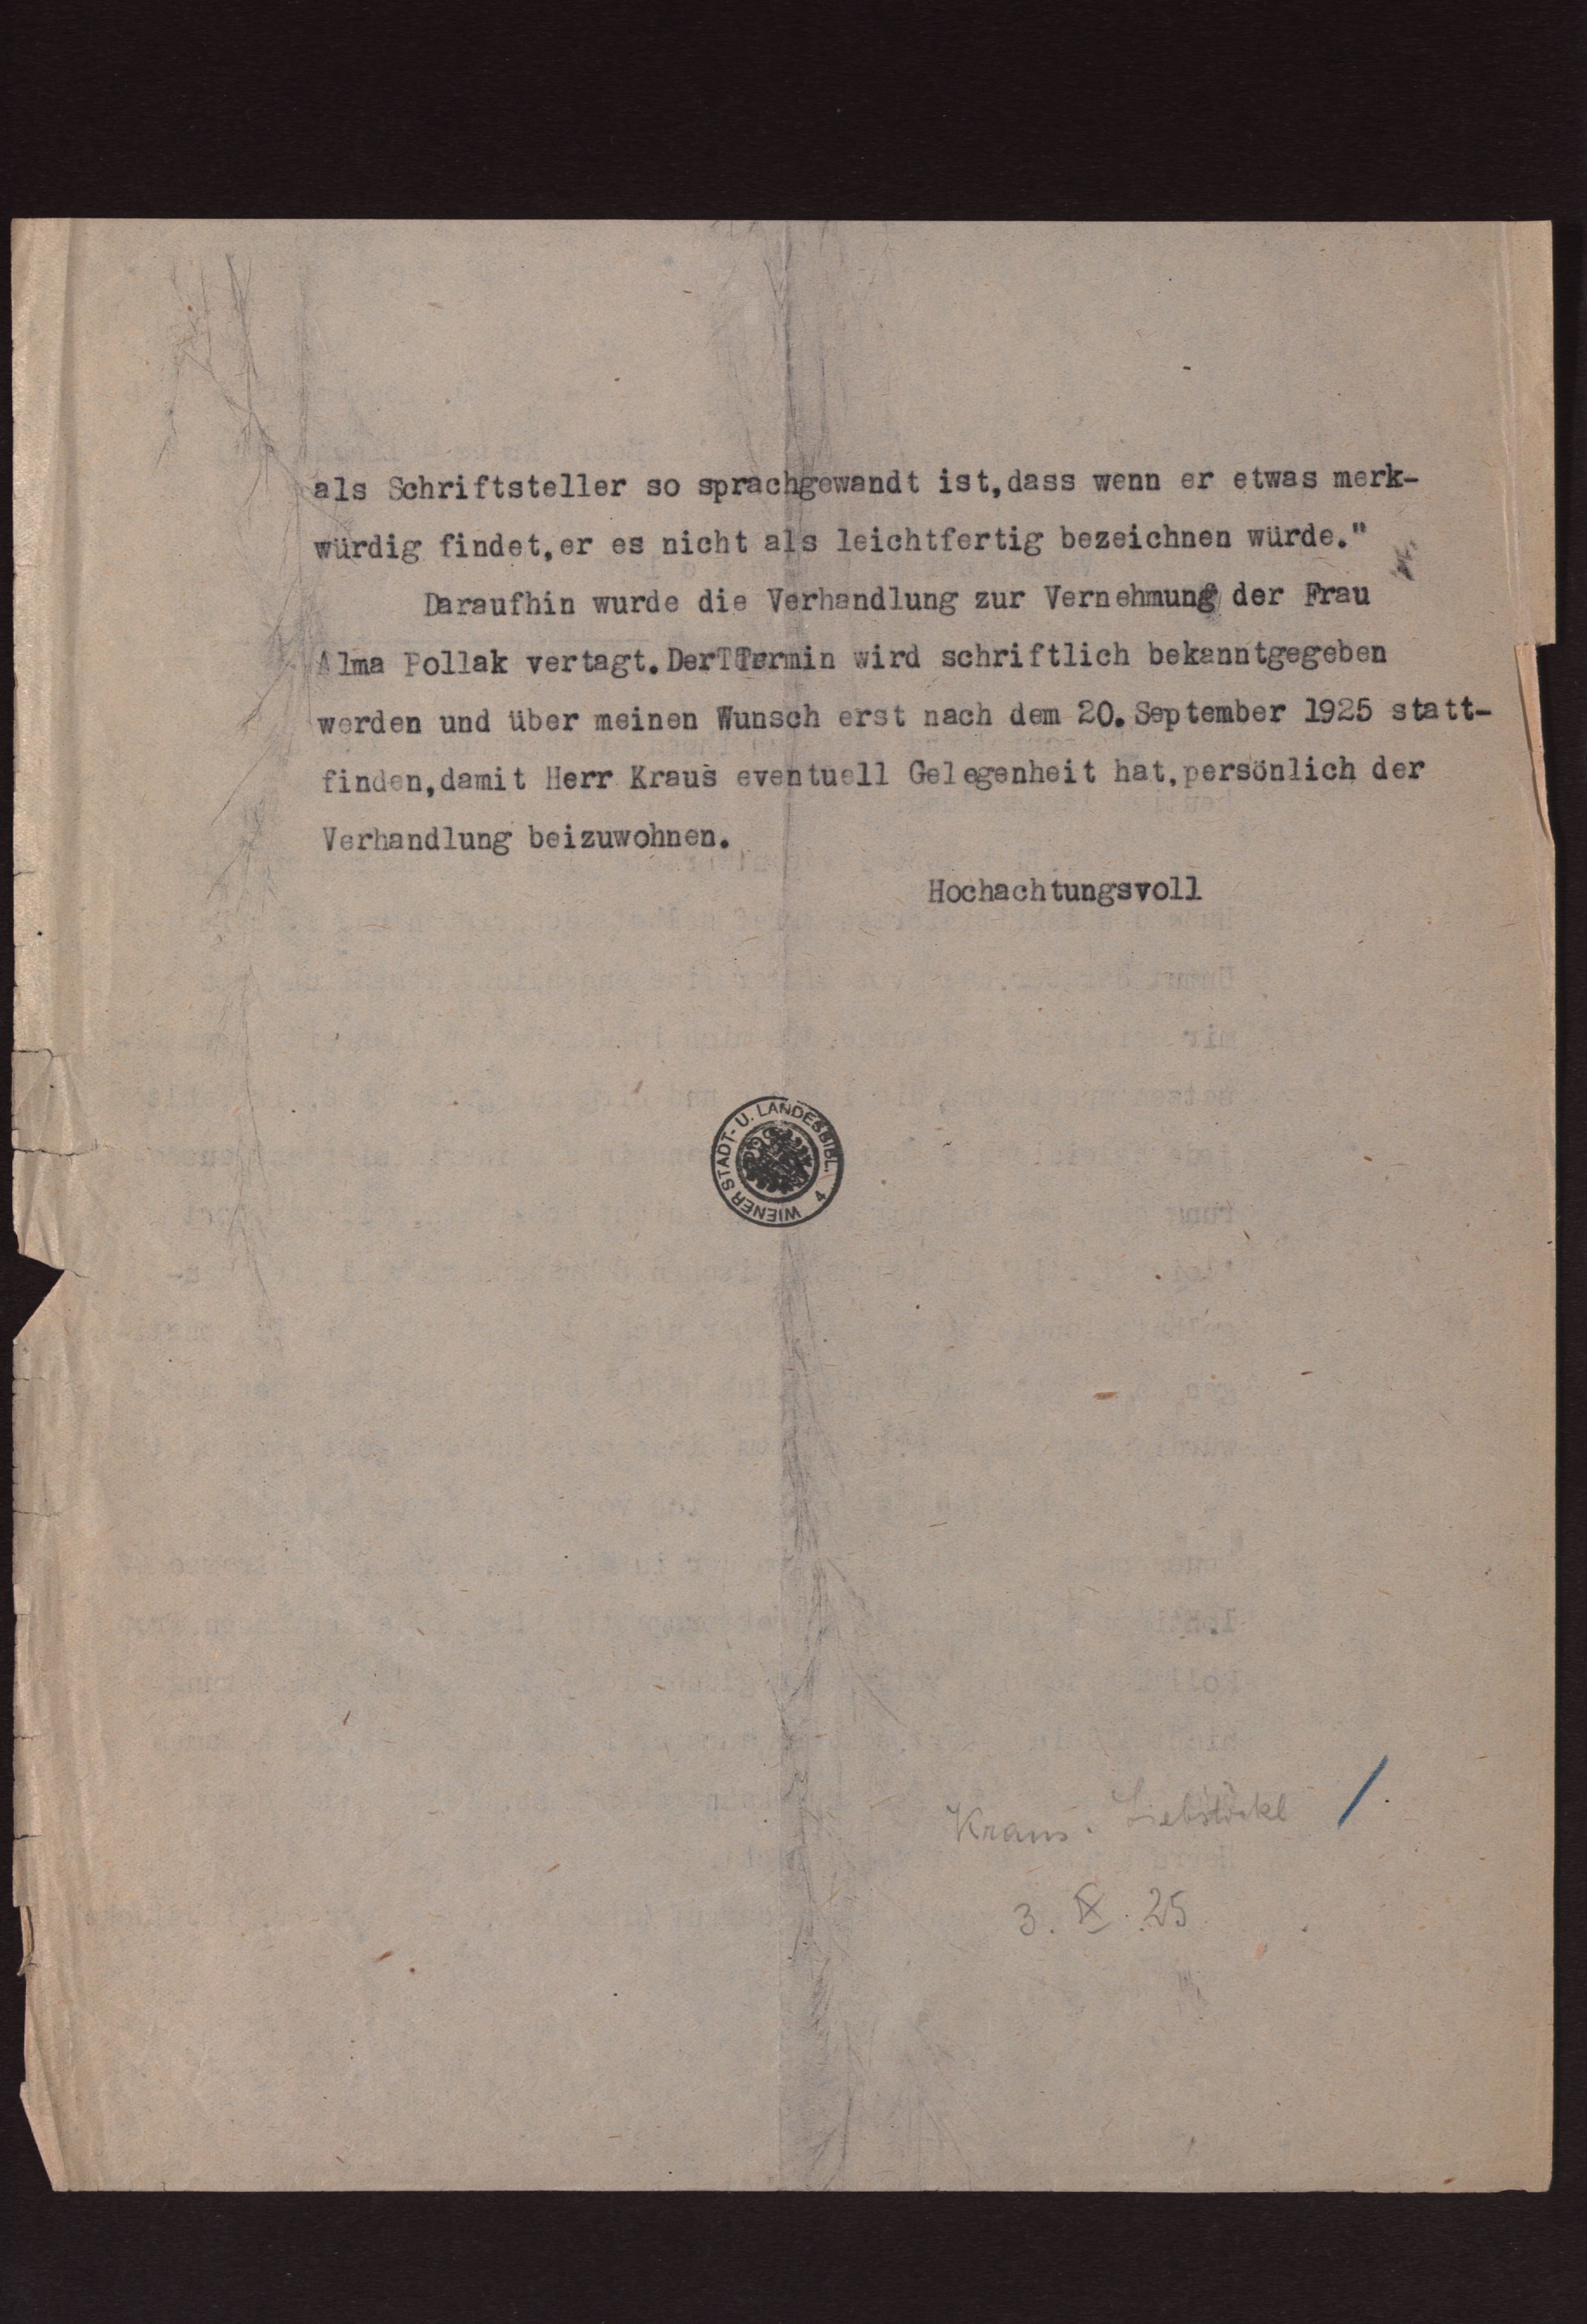 als Schriftsteller so sprachgewandt ist,dass wenn er etwas merk-
würdig findet,er es nicht als leichtfertig bezeichnen würde."
Daraufhin wurde die Verhandlung zur Vernehmung der Frau
Alma Pollak vertagt.Der Termin wird schriftlich bekanntgegeben
werden und über meinen Wunsch erst nach dem 20.September 1925 statt-
finden,damit Herr Kraus eventuell Gelegenheit hat,persönlich der
Verhandlung beizuwohnen.
Hochachtungsvoll
WIENER STADT- U. LANDESBIBL. 4
Kraus. Liebstöckl /.
3. IX. 25